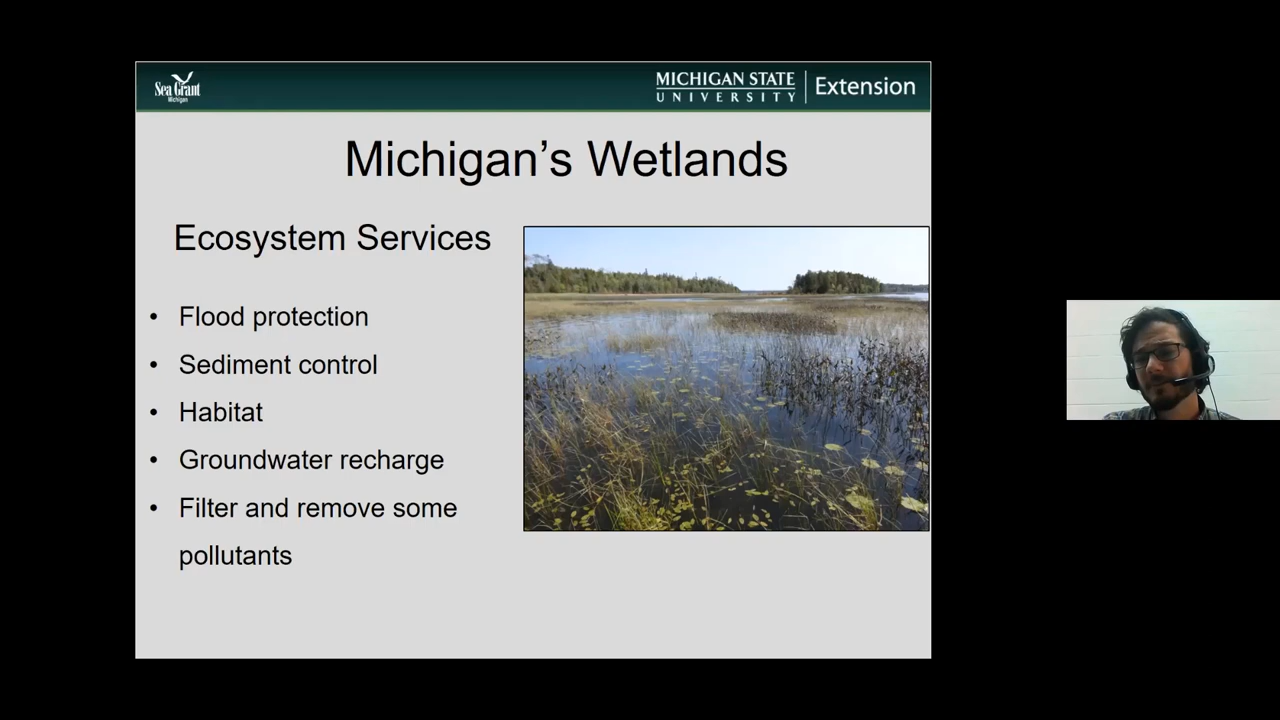 Sea Grant
Michigan
MICHIGAN STATE
UNIVERSITY
Extension
Michigan’s Wetlands
Ecosystem Services
• Flood protection
• Sediment control
• Habitat
• Groundwater recharge
• Filter and remove some
pollutants